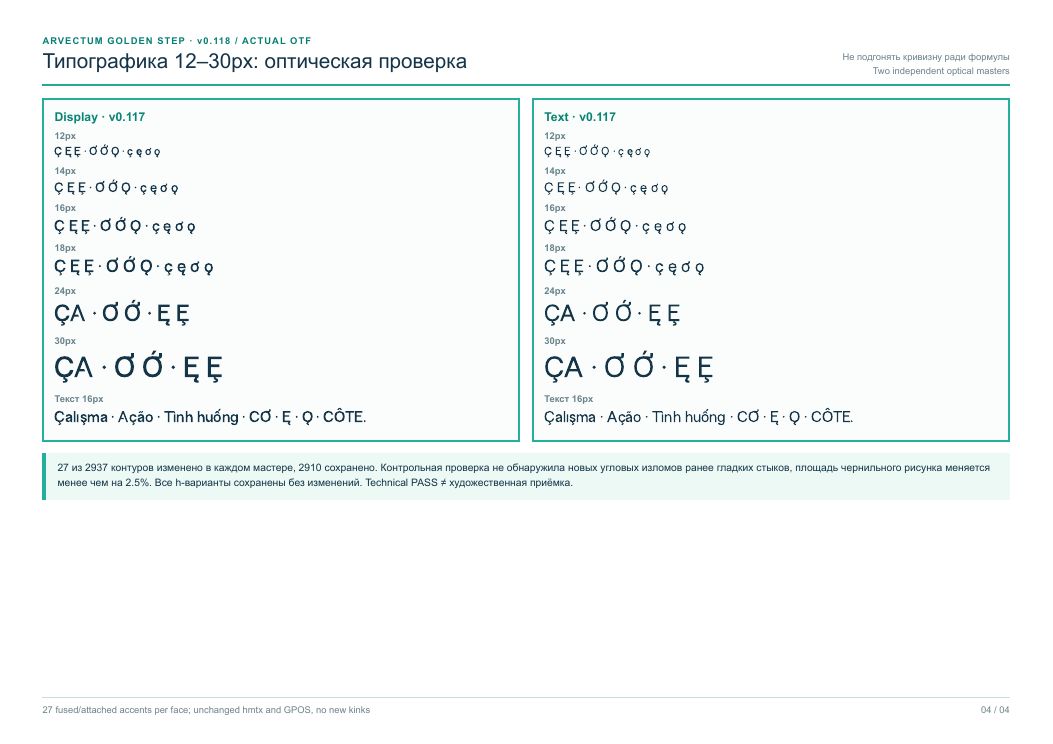 ARVECTUM GOLDEN STEP · v0.118 / ACTUAL OTF
Типографика 12–30px: оптическая проверка
Не подгонять кривизну ради формулы
Two independent optical masters
Display · v0.117
12px
Ç Ę Ȩ · Ơ Ớ Ǫ · ç ę ơ ǫ
14px
Ç Ę Ȩ · Ơ Ớ Ǫ · ç ę ơ ǫ
16px
Ç Ę Ȩ · Ơ Ớ Ǫ · ç ę ơ ǫ
18px
Ç Ę Ȩ · Ơ Ớ Ǫ · ç ę ơ ǫ
24px
ÇA · Ơ Ớ · Ę Ȩ
30px
ÇA · Ơ Ớ · Ę Ȩ
Текст 16px
Çalışma · Ação · Tình huống · CƠ · Ę · Ǫ · CÔTE.
Text · v0.117
12px
Ç Ę Ȩ · Ơ Ớ Ǫ · ç ę ơ ǫ
14px
Ç Ę Ȩ · Ơ Ớ Ǫ · ç ę ơ ǫ
16px
Ç Ę Ȩ · Ơ Ớ Ǫ · ç ę ơ ǫ
18px
Ç Ę Ȩ · Ơ Ớ Ǫ · ç ę ơ ǫ
24px
ÇA · Ơ Ớ · Ę Ȩ
30px
ÇA · Ơ Ớ · Ę Ȩ
Текст 16px
Çalışma · Ação · Tình huống · CƠ · Ę · Ǫ · CÔTE.
27 из 2937 контуров изменено в каждом мастере, 2910 сохранено. Контрольная проверка не обнаружила новых угловых изломов ранее гладких стыков, площадь чернильного рисунка меняется
менее чем на 2.5%. Все h-варианты сохранены без изменений. Technical PASS ≠ художественная приёмка.
27 fused/attached accents per face; unchanged hmtx and GPOS, no new kinks
04 / 04